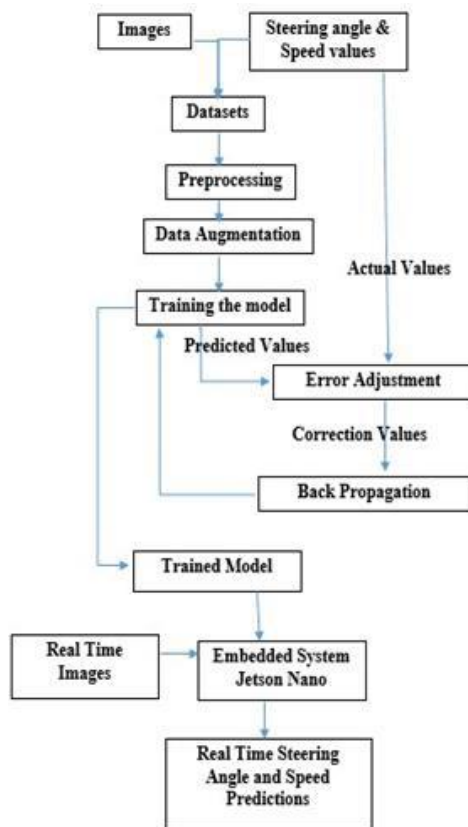 Images
Steering angle &
Speed values
Datasets
Preprocessing
Data Augmentation
Actual Values
Training the model
Predicted Values
Error Adjustment
Correction Values
Back Propagation
Trained Model
Real Time
Images
Embedded System
Jetson Nano
Real Time Steering
Angle and Speed
Predictions